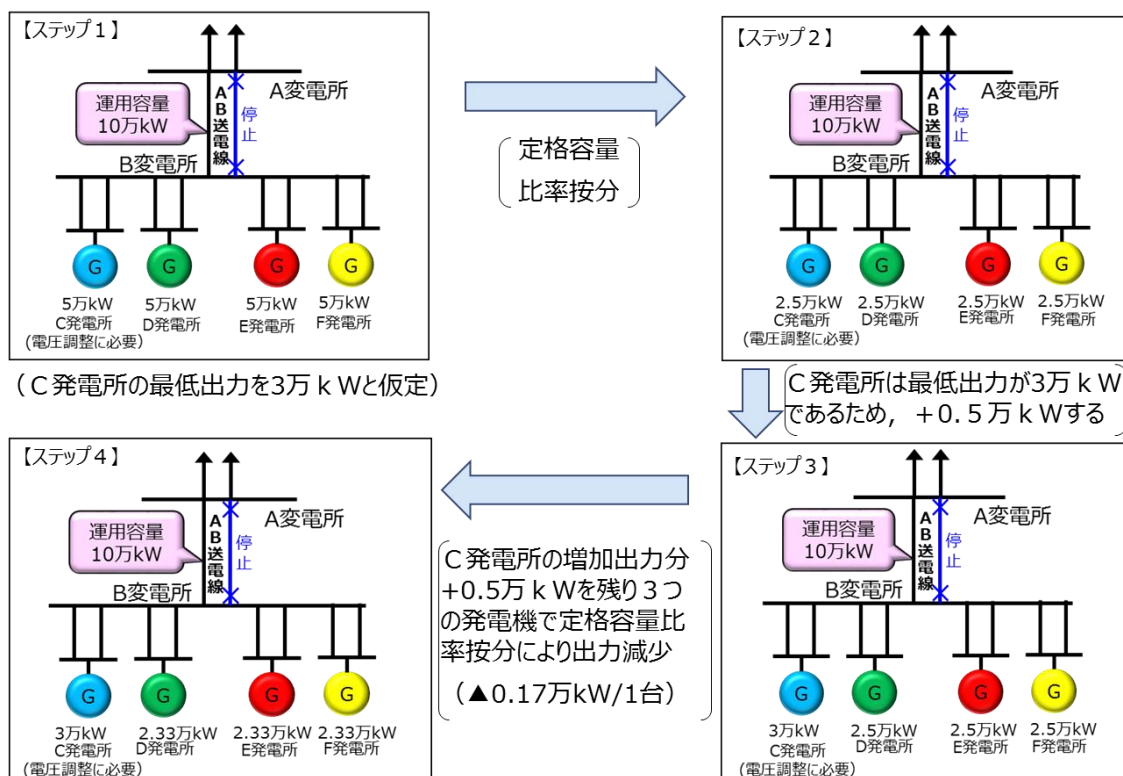 【ステップ1】
A変電所
運用容量
10万kW
AB送電線
停止
B変電所
G G G G
5万kW 5万kW 5万kW 5万kW
C発電所 D発電所 E発電所 F発電所
(電圧調整に必要)
(C発電所の最低出力を3万kWと仮定)
定格容量
比率按分
【ステップ2】
A変電所
運用容量
10万kW
AB送電線
停止
B変電所
G G G G
2.5万kW 2.5万kW 2.5万kW 2.5万kW
C発電所 D発電所 E発電所 F発電所
(電圧調整に必要)
C発電所は最低出力が3万kW
であるため,+0.5万kWする
【ステップ3】
A変電所
運用容量
10万kW
AB送電線
停止
B変電所
G G G G
3万kW 2.5万kW 2.5万kW 2.5万kW
C発電所 D発電所 E発電所 F発電所
(電圧調整に必要)
C発電所の増加出力分
+0.5万kWを残り3つ
の発電機で定格容量比
率按分により出力減少
(▲0.17万kW/1台)
【ステップ4】
A変電所
運用容量
10万kW
AB送電線
停止
B変電所
G G G G
3万kW 2.33万kW 2.33万kW 2.33万kW
C発電所 D発電所 E発電所 F発電所
(電圧調整に必要)